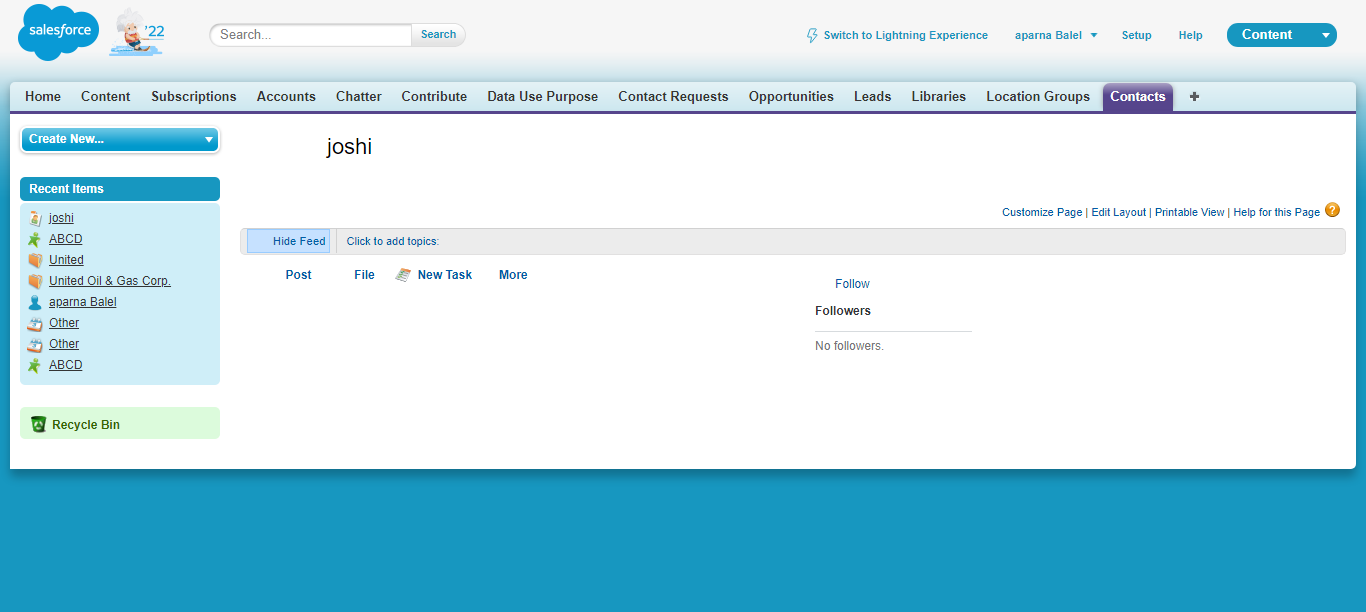 salesforce
'22
Search...
Search
Switch to Lightning Experience
aparna Balel
Setup
Help
Content
Home Content Subscriptions Accounts Chatter Contribute Data Use Purpose Contact Requests Opportunities Leads Libraries Location Groups Contacts +
Create New...
joshi
Recent Items
joshi
ABCD
United
United Oil & Gas Corp.
aparna Balel
Other
Other
ABCD
Recycle Bin
Customize Page | Edit Layout | Printable View | Help for this Page ?
Hide Feed
Click to add topics:
Post File New Task More
Follow
Followers
No followers.